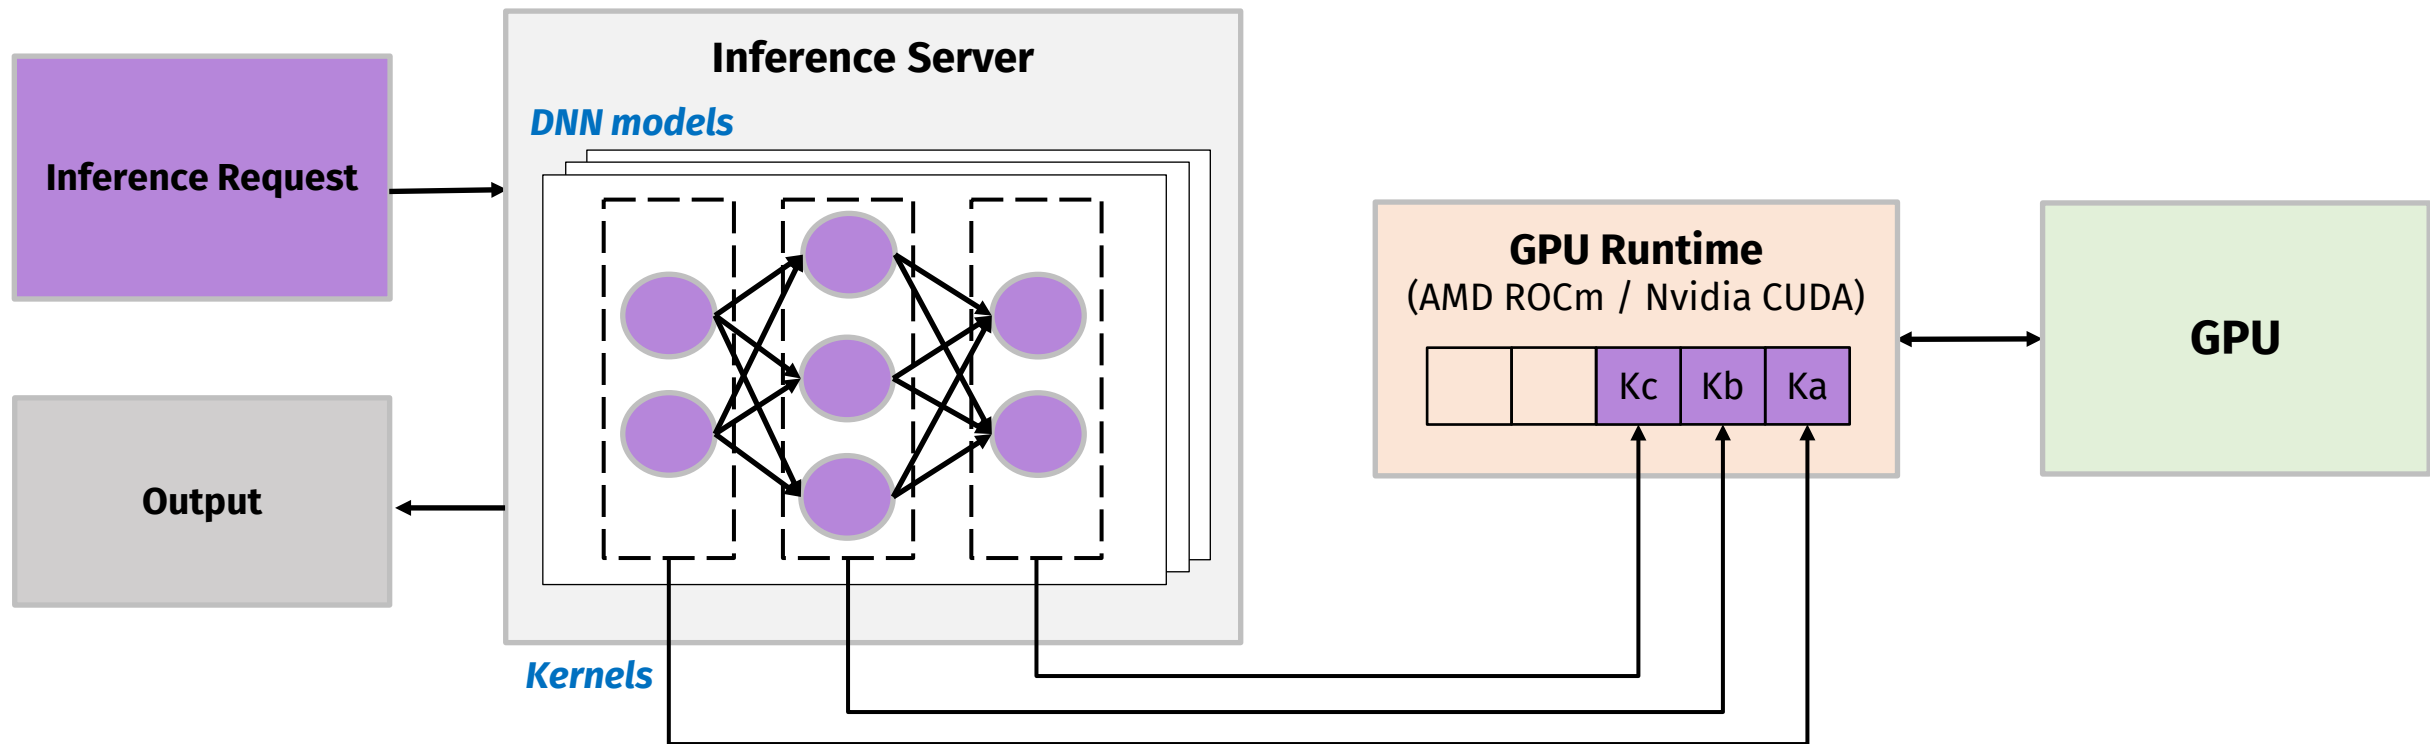 Inference Server
DNN models
Inference Request
Output
Kernels
GPU Runtime
(AMD ROCm / Nvidia CUDA)
Kc
Kb
Ka
GPU